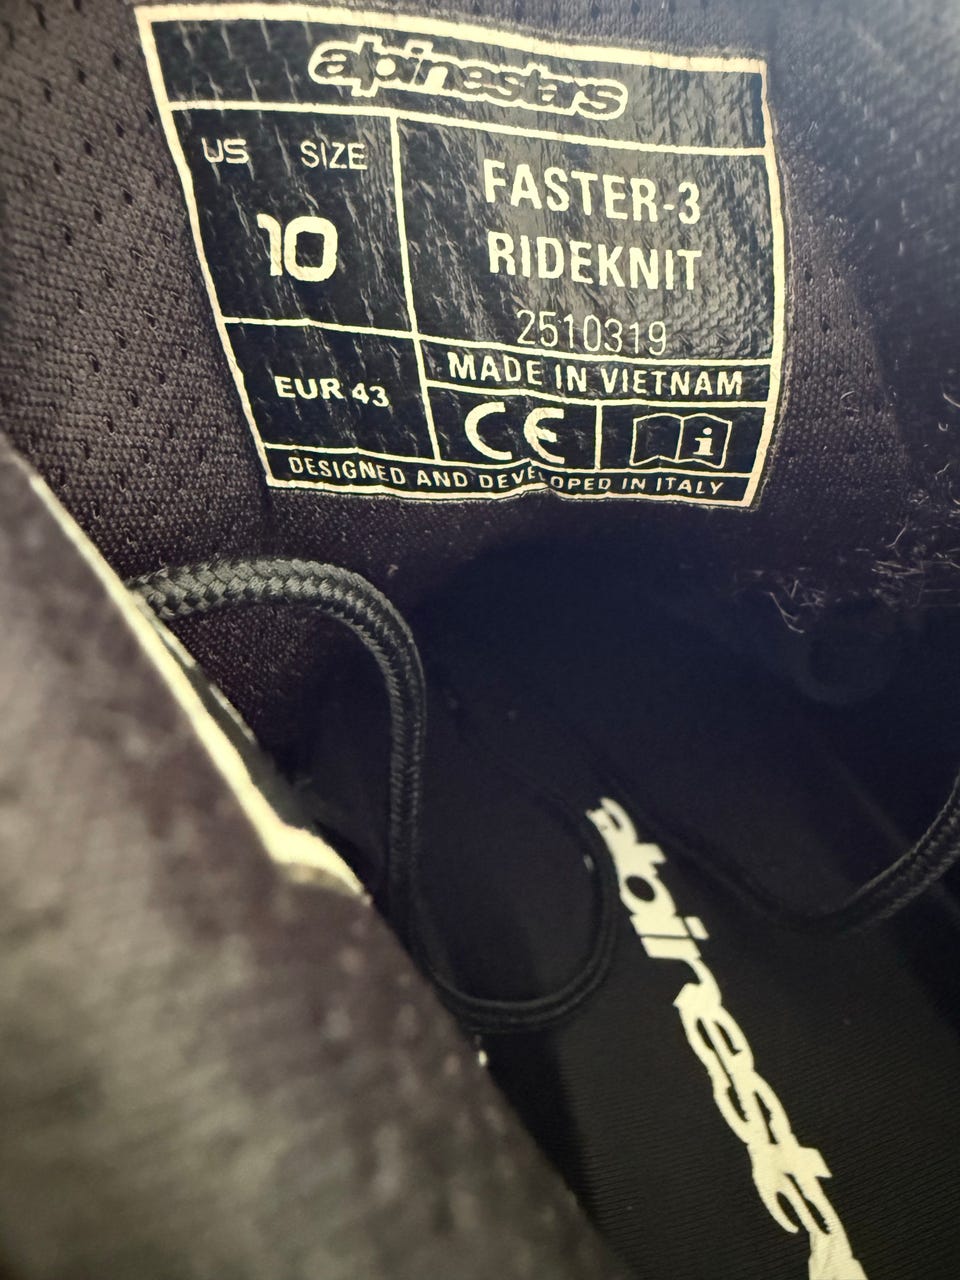 alpinestars
US SIZE
10
FASTER-3
RIDEKNIT
2510319
EUR 43
MADE IN VIETNAM
CE
i
DESIGNED AND DEVELOPED IN ITALY
alpinest